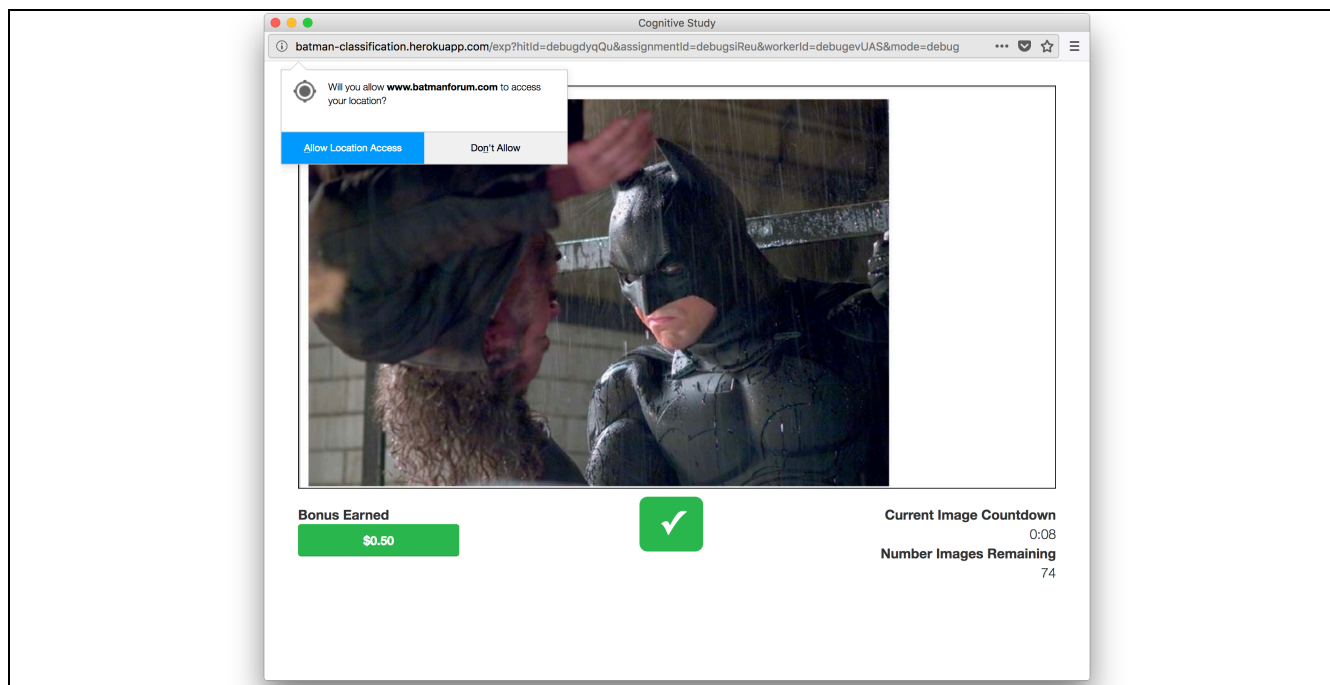 Cognitive Study
batman-classification.herokuapp.com/exp?hitId=debugdyqQu&assignmentId=debugsiReu&workerId=debugevUAS&mode=debug
Will you allow www.batmanforum.com to access
your location?
Allow Location Access
Don't Allow
Bonus Earned
$0.50
Current Image Countdown
0:08
Number Images Remaining
74